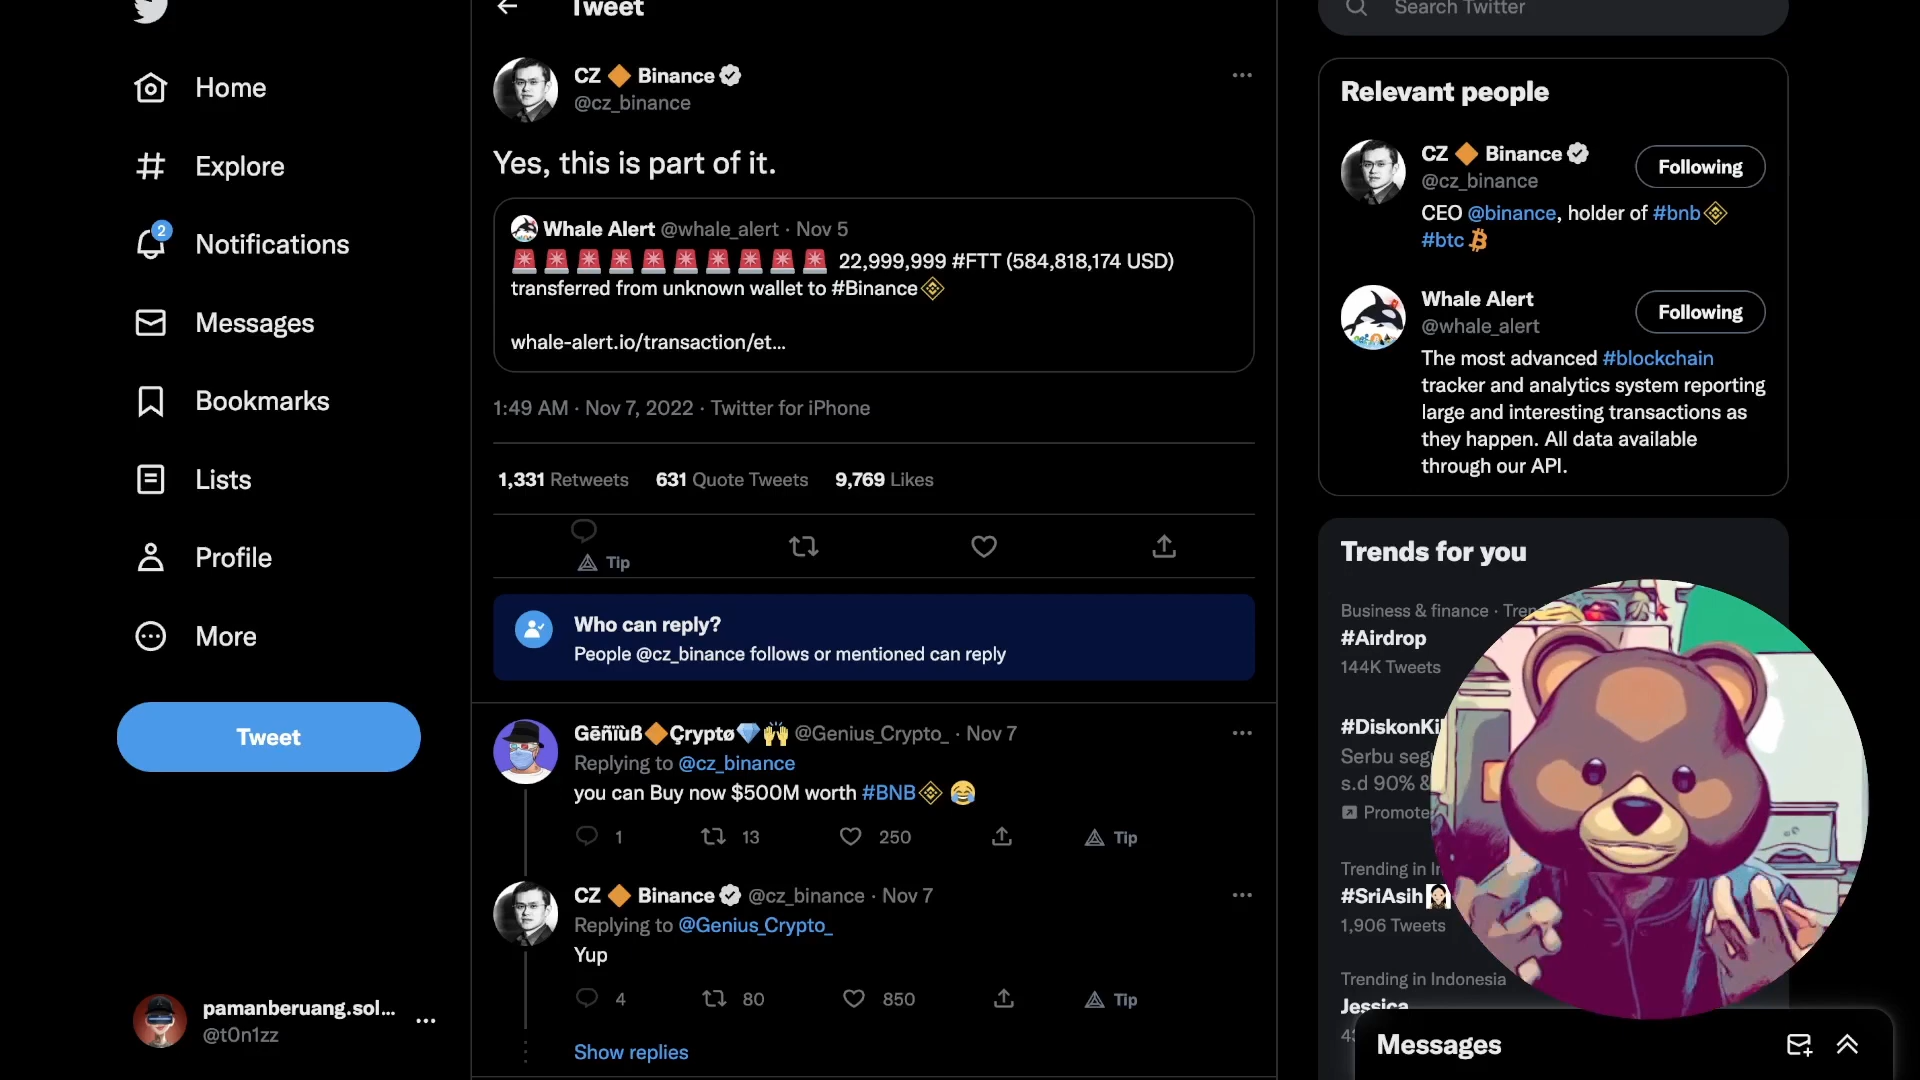 Home
Explore
2
Notifications
Messages
Bookmarks
Lists
Profile
More
Tweet
pamanberuang.sol...
@t0n1zz
Tweet
CZ 🔶 Binance
@cz_binance
Yes, this is part of it.
Whale Alert @whale_alert · Nov 5
🚨🚨🚨🚨🚨🚨🚨🚨🚨🚨 22,999,999 #FTT (584,818,174 USD)
transferred from unknown wallet to #Binance
whale-alert.io/transaction/et...
1:49 AM · Nov 7, 2022 · Twitter for iPhone
1,331 Retweets 631 Quote Tweets 9,769 Likes
Tip
Who can reply?
People @cz_binance follows or mentioned can reply
Gēñïùß🔶Çryptø💎🙌 @Genius_Crypto_ · Nov 7
Replying to @cz_binance
you can Buy now $500M worth #BNB 😂
1 13 250 Tip
CZ 🔶 Binance @cz_binance · Nov 7
Replying to @Genius_Crypto_
Yup
4 80 850 Tip
Show replies
Search Twitter
Relevant people
CZ 🔶 Binance
@cz_binance
Following
CEO @binance, holder of #bnb
#btc
Whale Alert
@whale_alert
Following
The most advanced #blockchain
tracker and analytics system reporting
large and interesting transactions as
they happen. All data available
through our API.
Trends for you
Business & finance · Tren
#Airdrop
144K Tweets
#DiskonKi
Serbu seg
s.d 90% &
Promote
Trending in I
#SriAsih
1,906 Tweets
Trending in Indonesia
Jessica
Messages